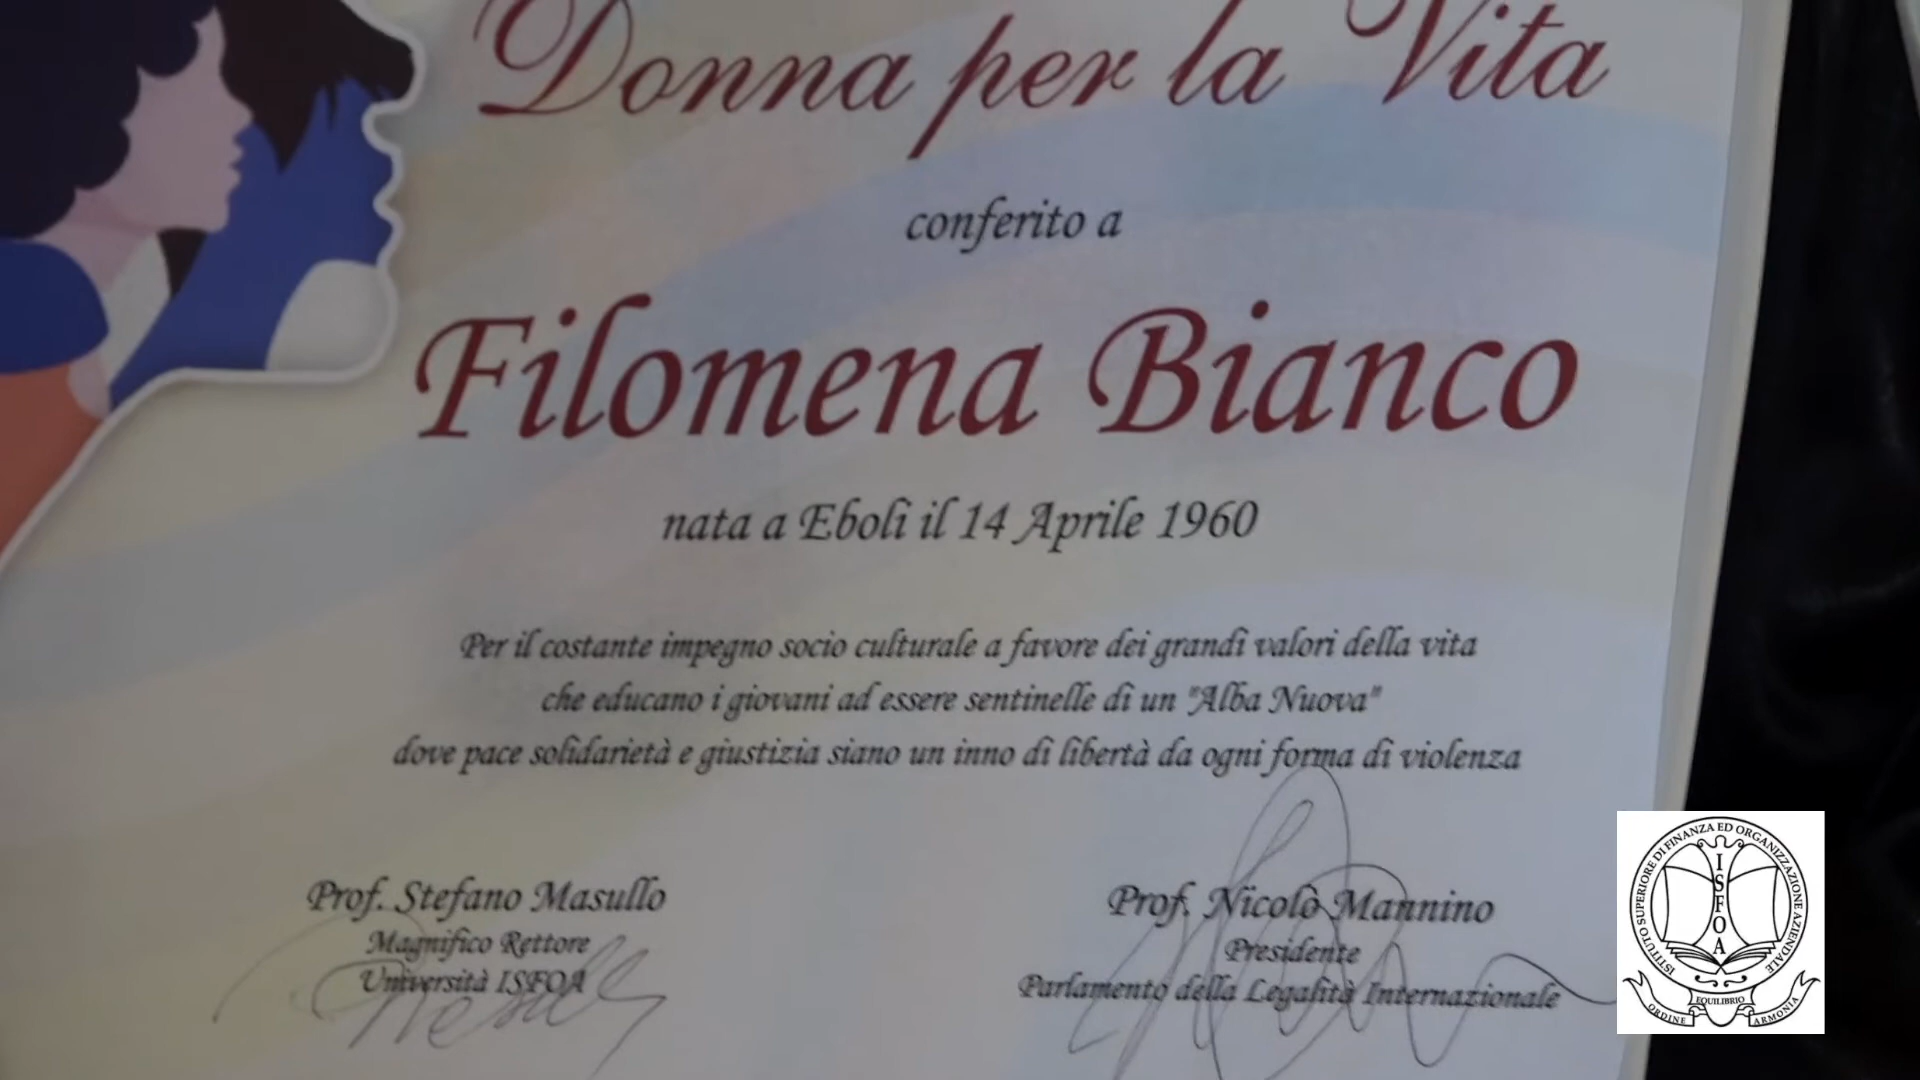 Donna per la Vita
conferito a
Filomena Bianco
nata a Eboli il 14 Aprile 1960
Per il costante impegno socio culturale a favore dei grandi valori della vita
che educano i giovani ad essere sentinelle di un "Alba Nuova"
dove pace solidarietà e giustizia siano un inno di libertà da ogni forma di violenza
Prof. Stefano Masullo
Magnifico Rettore
Università ISFOA
Prof. Nicolò Mannino
Presidente
Parlamento della Legalità Internazionale
ISTITUTO SUPERIORE DI FINANZA ED ORGANIZZAZIONE AZIENDALE
ISFOA
EQUILIBRIO
ORDINE
ARMONIA